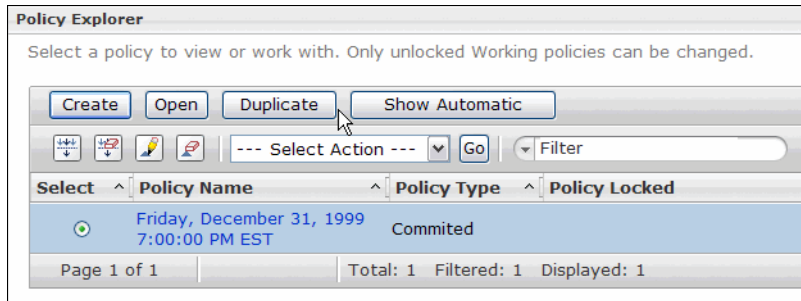 Policy Explorer
Select a policy to view or work with. Only unlocked Working policies can be changed.
Create Open Duplicate Show Automatic
--- Select Action --- Go Filter
Select ^ Policy Name ^ Policy Type ^ Policy Locked
Friday, December 31, 1999
7:00:00 PM EST
Commited
Page 1 of 1 Total: 1 Filtered: 1 Displayed: 1